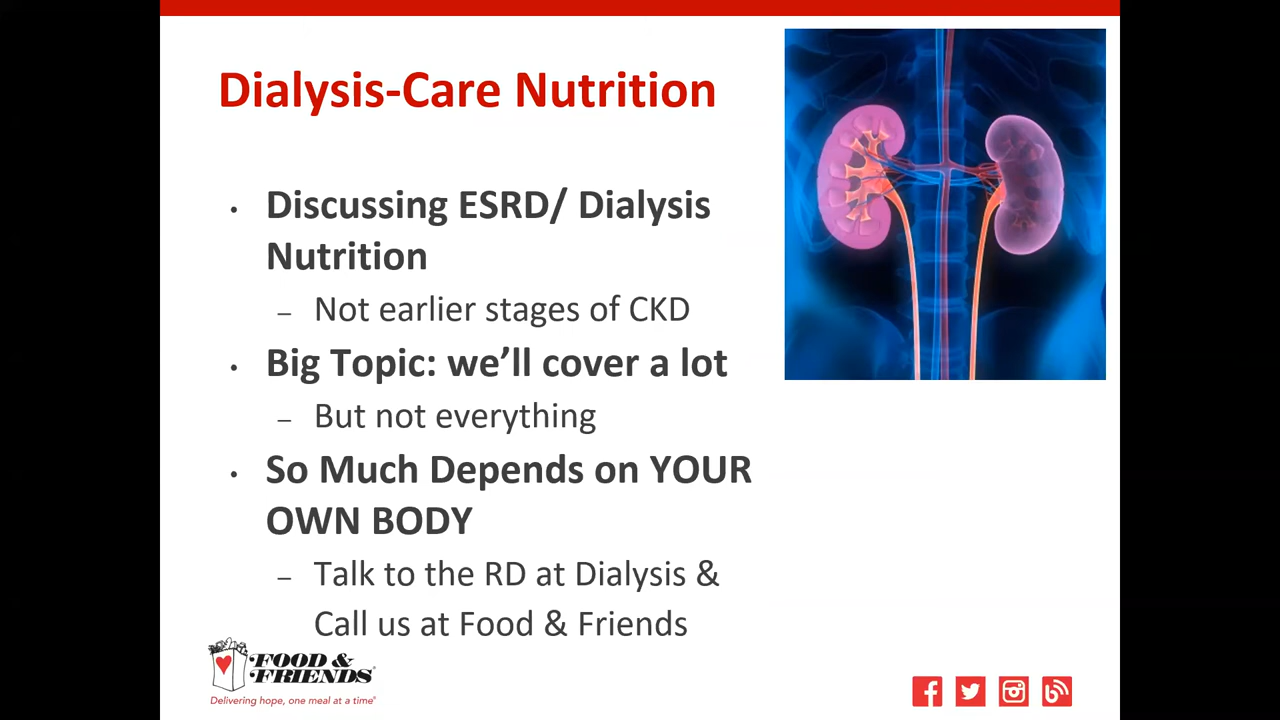 Dialysis-Care Nutrition
• Discussing ESRD/ Dialysis
Nutrition
– Not earlier stages of CKD
• Big Topic: we’ll cover a lot
– But not everything
• So Much Depends on YOUR
OWN BODY
– Talk to the RD at Dialysis &
Call us at Food & Friends
FOOD &
FRIENDS®
Delivering hope, one meal at a time®